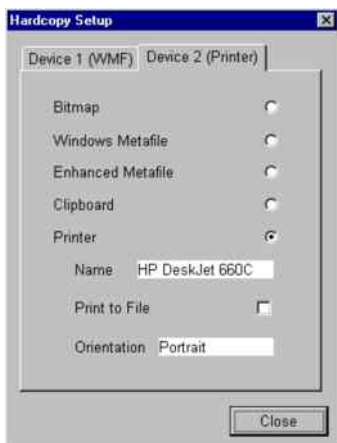 Hardcopy Setup
Device 1 (WMF) Device 2 (Printer)
Bitmap
Windows Metafile
Enhanced Metafile
Clipboard
Printer
Name HP DeskJet 660C
Print to File
Orientation Portrait
Close